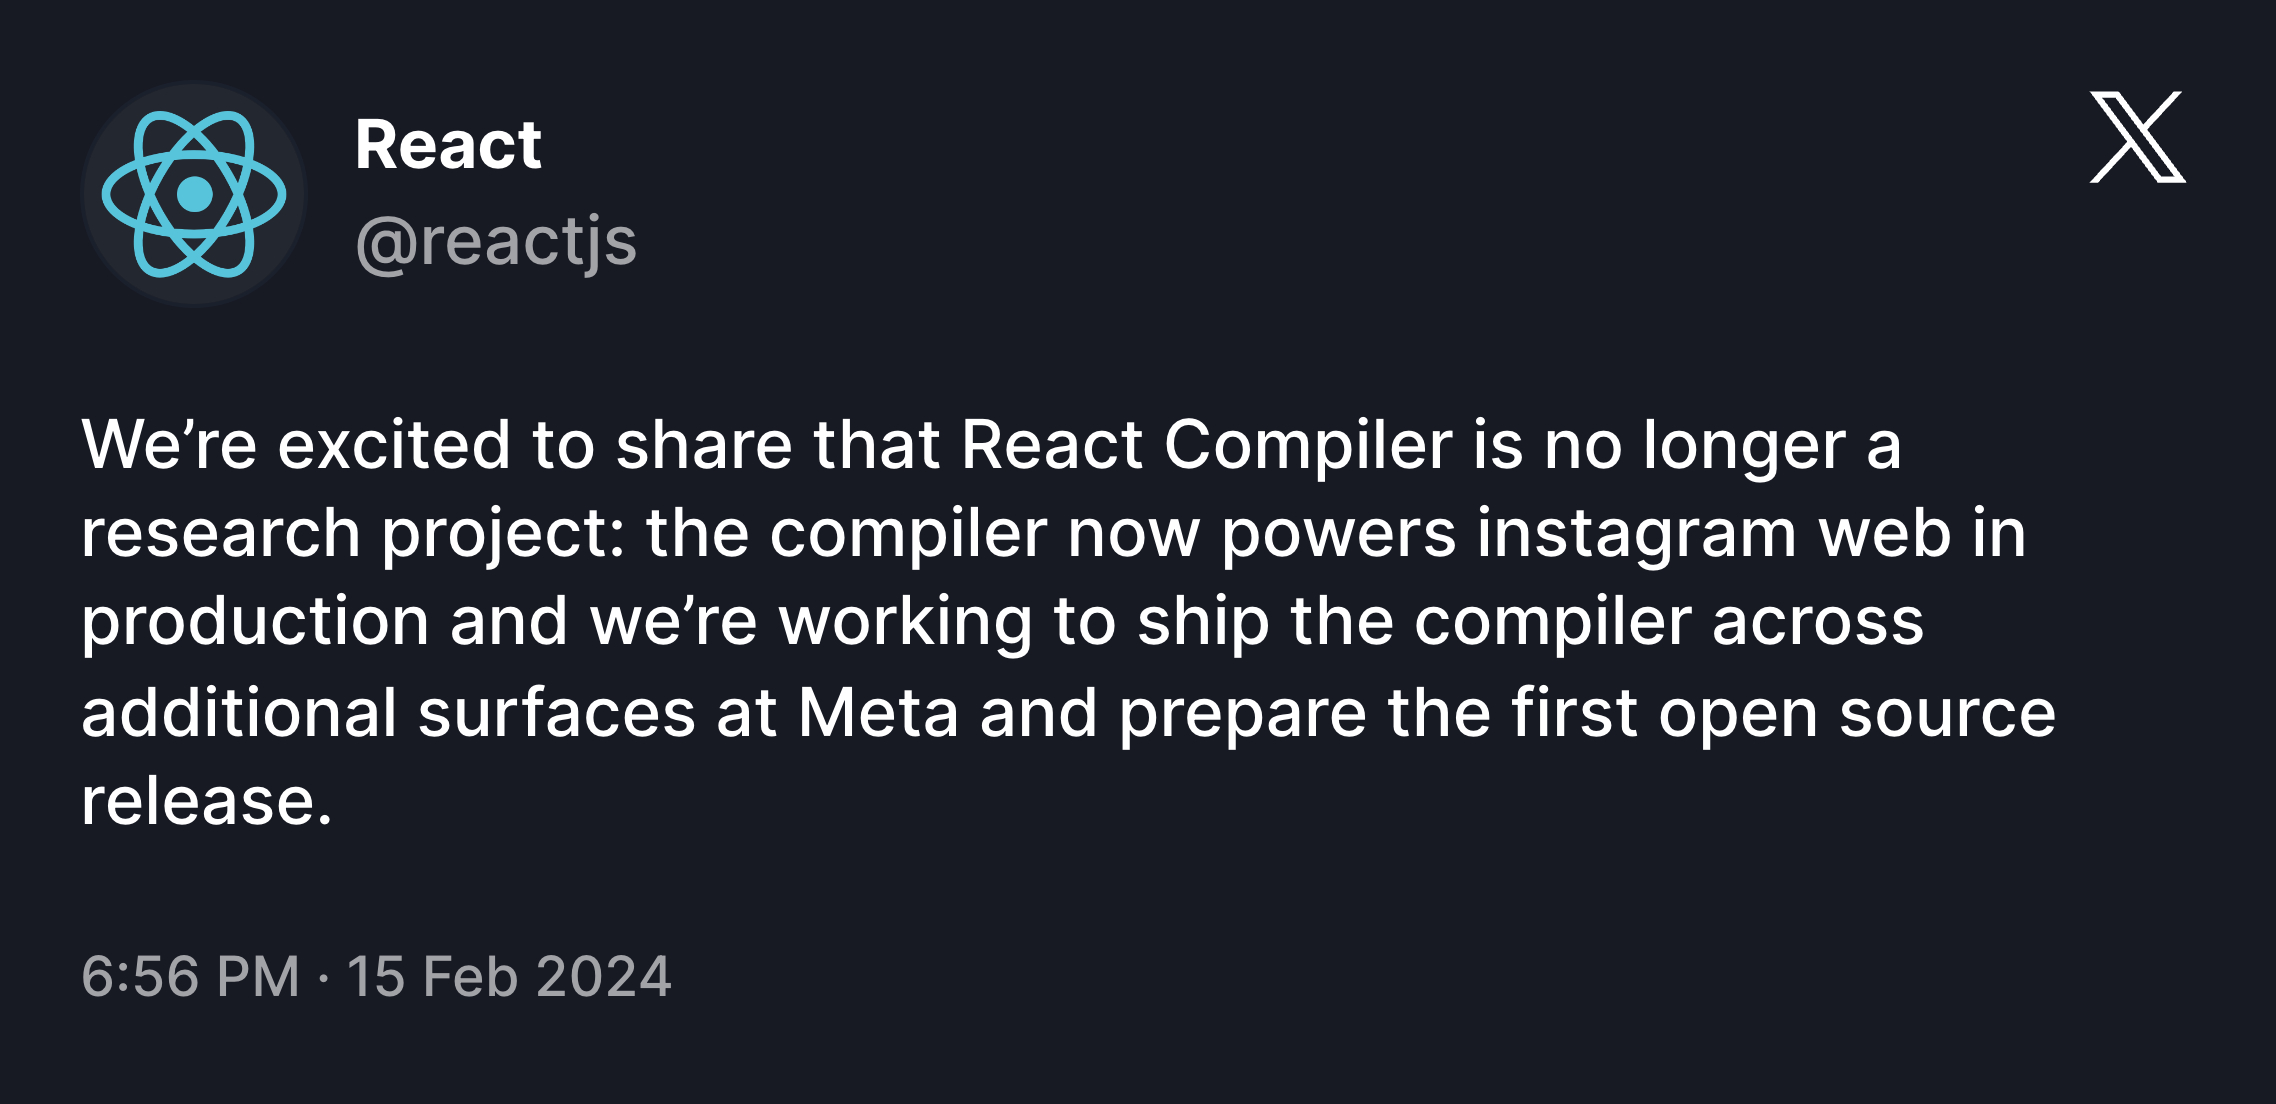 React
@reactjs
We’re excited to share that React Compiler is no longer a
research project: the compiler now powers instagram web in
production and we’re working to ship the compiler across
additional surfaces at Meta and prepare the first open source
release.
6:56 PM · 15 Feb 2024